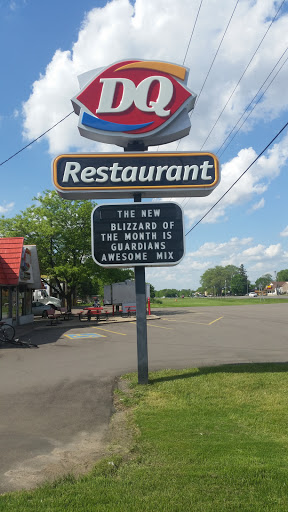 DQ
Restaurant
THE NEW
BLIZZARD OF
THE MONTH IS
GUARDIANS
AWESOME MIX